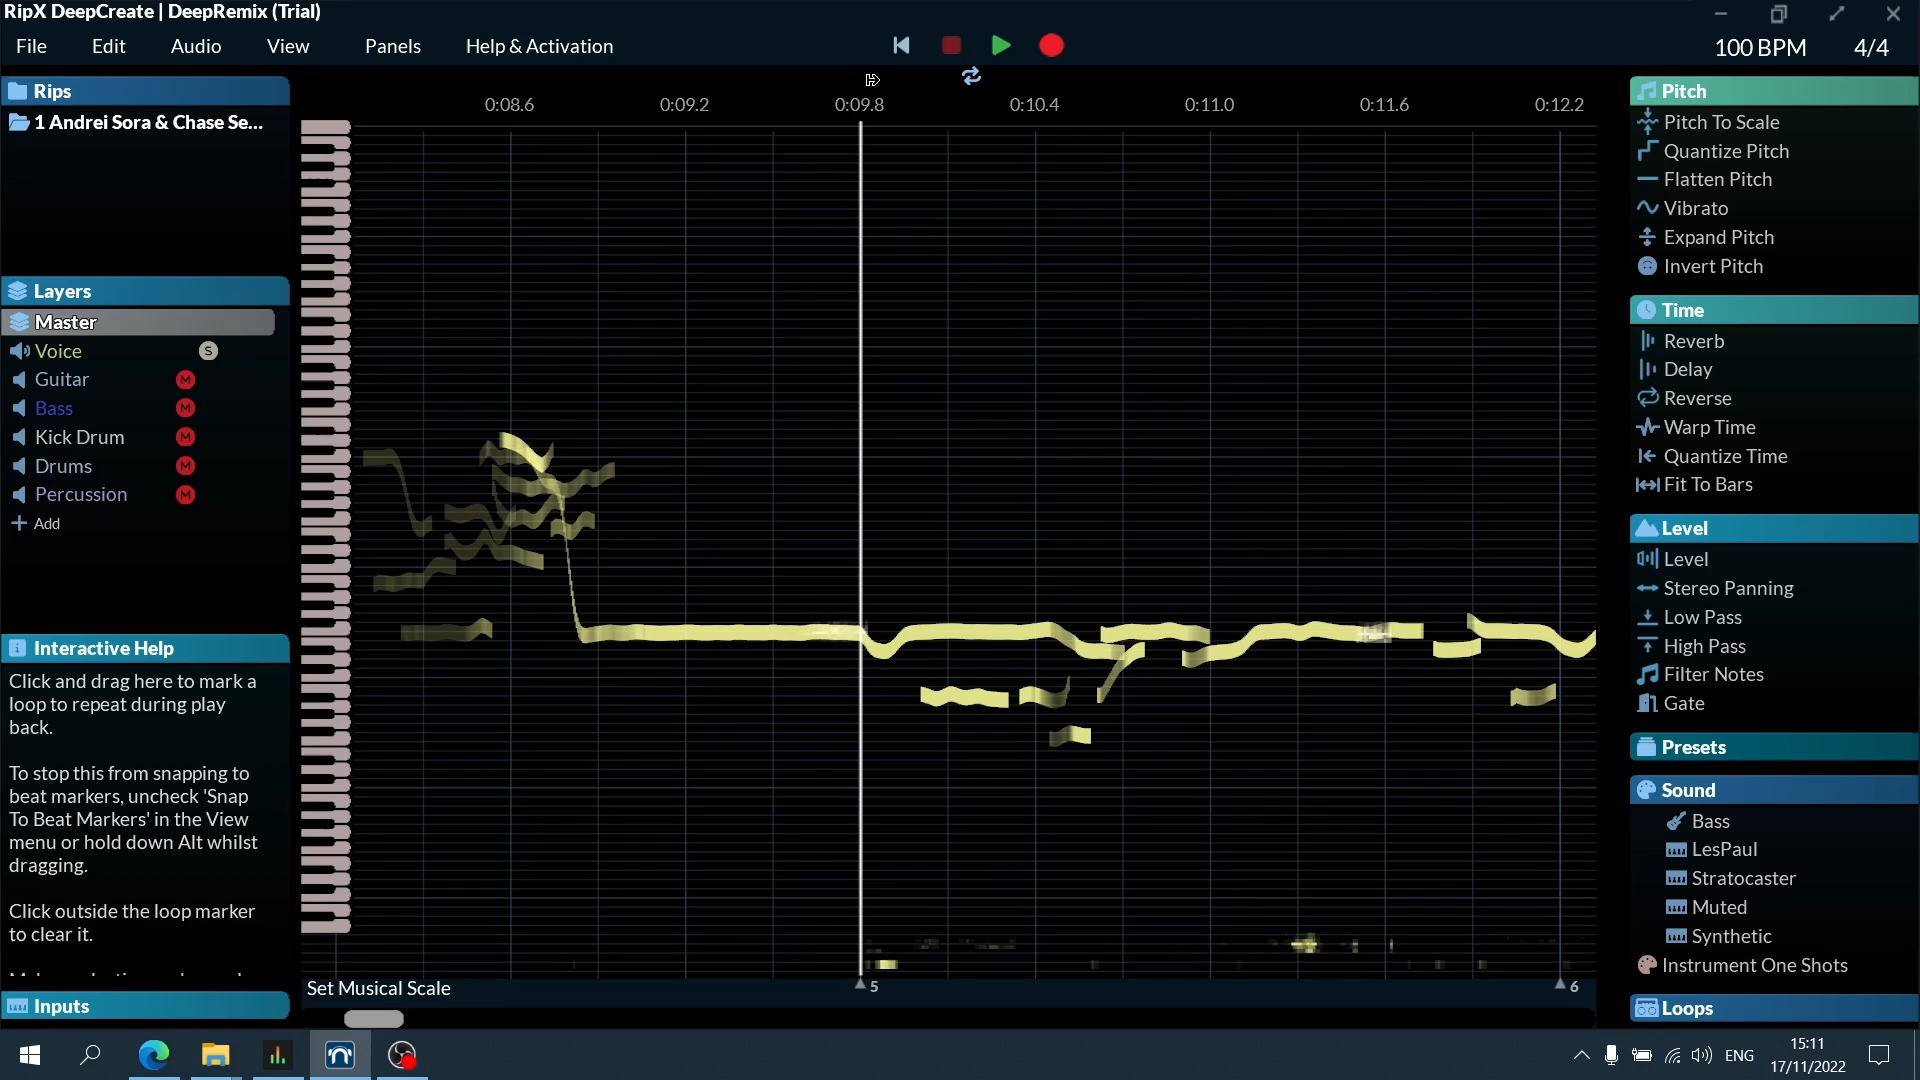 RipX DeepCreate | DeepRemix (Trial)
File Edit Audio View Panels Help & Activation
100 BPM 4/4
Rips
1 Andrei Sora & Chase Se...
Layers
Master
Voice S
Guitar M
Bass M
Kick Drum M
Drums M
Percussion M
Add
Interactive Help
Click and drag here to mark a
loop to repeat during play
back.
To stop this from snapping to
beat markers, uncheck 'Snap
To Beat Markers' in the View
menu or hold down Alt whilst
dragging.
Click outside the loop marker
to clear it.
Inputs
0:08.6 0:09.2 0:09.8 0:10.4 0:11.0 0:11.6 0:12.2
5 6
Set Musical Scale
Pitch
Pitch To Scale
Quantize Pitch
Flatten Pitch
Vibrato
Expand Pitch
Invert Pitch
Time
Reverb
Delay
Reverse
Warp Time
Quantize Time
Fit To Bars
Level
Level
Stereo Panning
Low Pass
High Pass
Filter Notes
Gate
Presets
Sound
Bass
LesPaul
Stratocaster
Muted
Synthetic
Instrument One Shots
Loops
ENG
15:11
17/11/2022